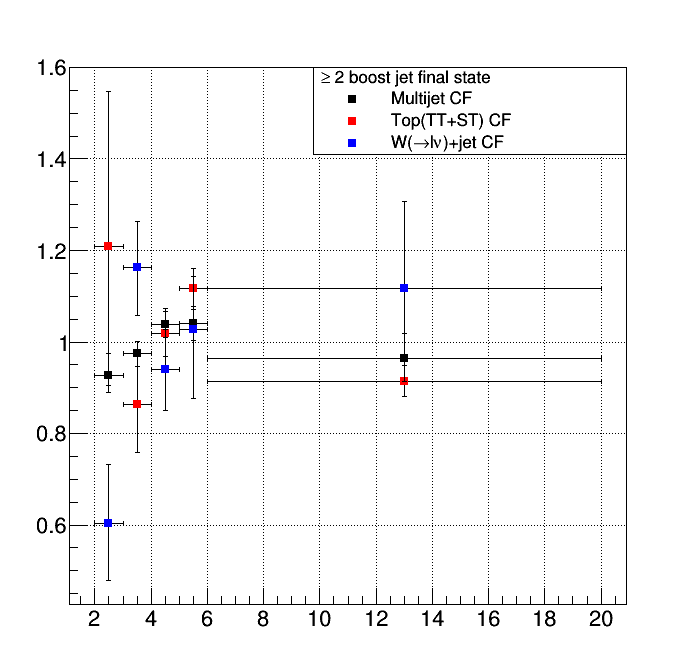 ≥ 2 boost jet final state
Multijet CF
Top(TT+ST) CF
W(→lν)+jet CF
1.6
1.4
1.2
1
0.8
0.6
2 4 6 8 10 12 14 16 18 20